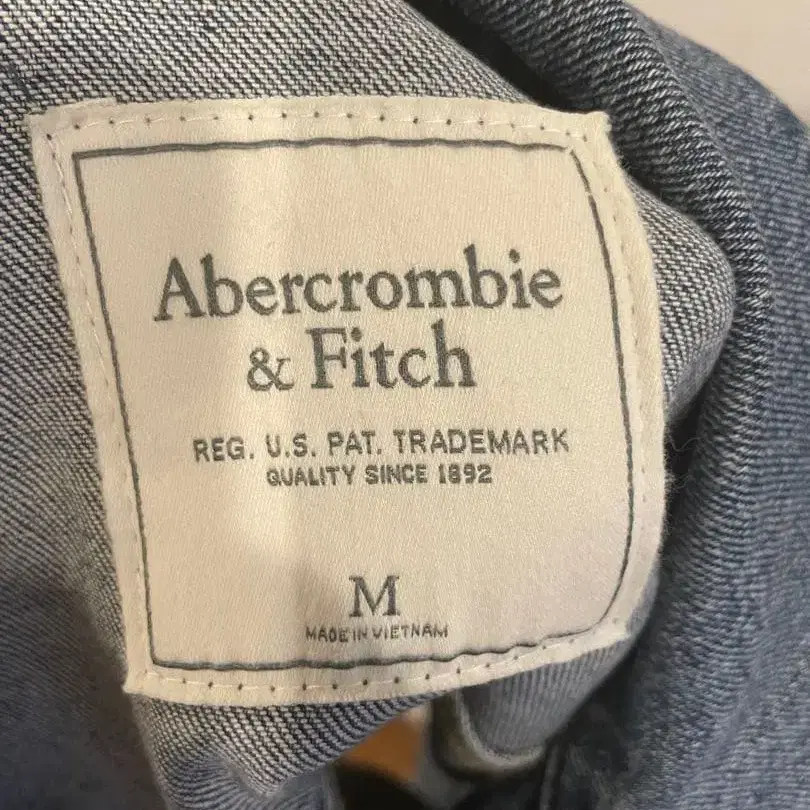 Abercrombie
& Fitch
REG. U.S. PAT. TRADEMARK
QUALITY SINCE 1892
M
MADE IN VIETNAM